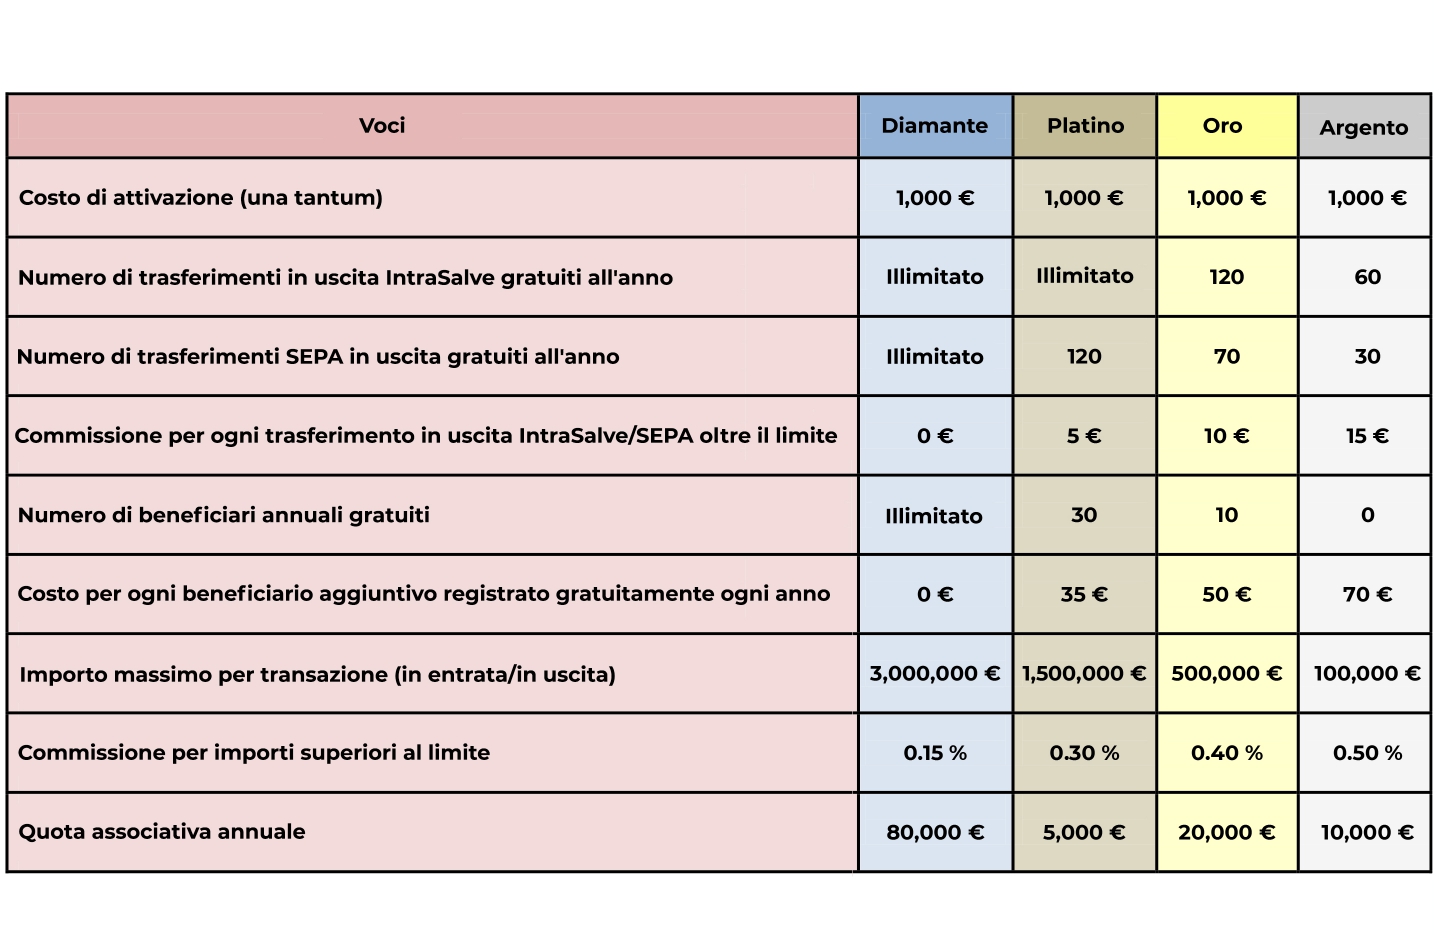 Voci Diamante Platino Oro Argento
Costo di attivazione (una tantum) 1,000 € 1,000 € 1,000 € 1,000 €
Numero di trasferimenti in uscita IntraSalve gratuiti all'anno Illimitato Illimitato 120 60
Numero di trasferimenti SEPA in uscita gratuiti all'anno Illimitato 120 70 30
Commissione per ogni trasferimento in uscita IntraSalve/SEPA oltre il limite 0 € 5 € 10 € 15 €
Numero di beneficiari annuali gratuiti Illimitato 30 10 0
Costo per ogni beneficiario aggiuntivo registrato gratuitamente ogni anno 0 € 35 € 50 € 70 €
Importo massimo per transazione (in entrata/in uscita) 3,000,000 € 1,500,000 € 500,000 € 100,000 €
Commissione per importi superiori al limite 0.15 % 0.30 % 0.40 % 0.50 %
Quota associativa annuale 80,000 € 5,000 € 20,000 € 10,000 €